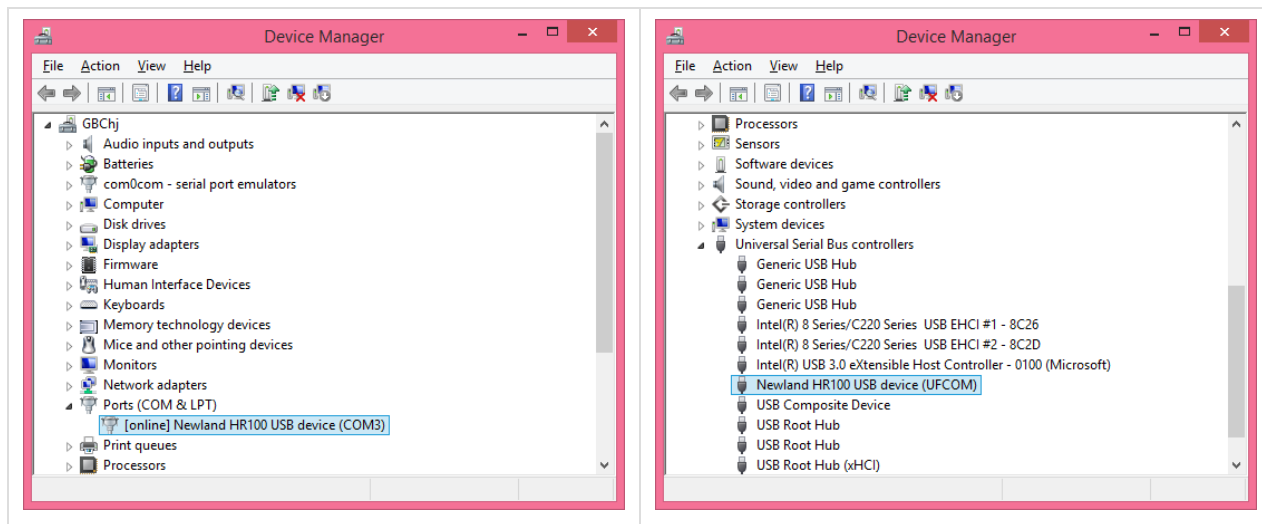 Device Manager
File Action View Help
GBChj
Audio inputs and outputs
Batteries
com0com - serial port emulators
Computer
Disk drives
Display adapters
Firmware
Human Interface Devices
Keyboards
Memory technology devices
Mice and other pointing devices
Monitors
Network adapters
Ports (COM & LPT)
[online] Newland HR100 USB device (COM3)
Print queues
Processors
Device Manager
File Action View Help
Processors
Sensors
Software devices
Sound, video and game controllers
Storage controllers
System devices
Universal Serial Bus controllers
Generic USB Hub
Generic USB Hub
Generic USB Hub
Intel(R) 8 Series/C220 Series  USB EHCI #1 - 8C26
Intel(R) 8 Series/C220 Series  USB EHCI #2 - 8C2D
Intel(R) USB 3.0 eXtensible Host Controller - 0100 (Microsoft)
Newland HR100 USB device (UFCOM)
USB Composite Device
USB Root Hub
USB Root Hub
USB Root Hub (xHCI)